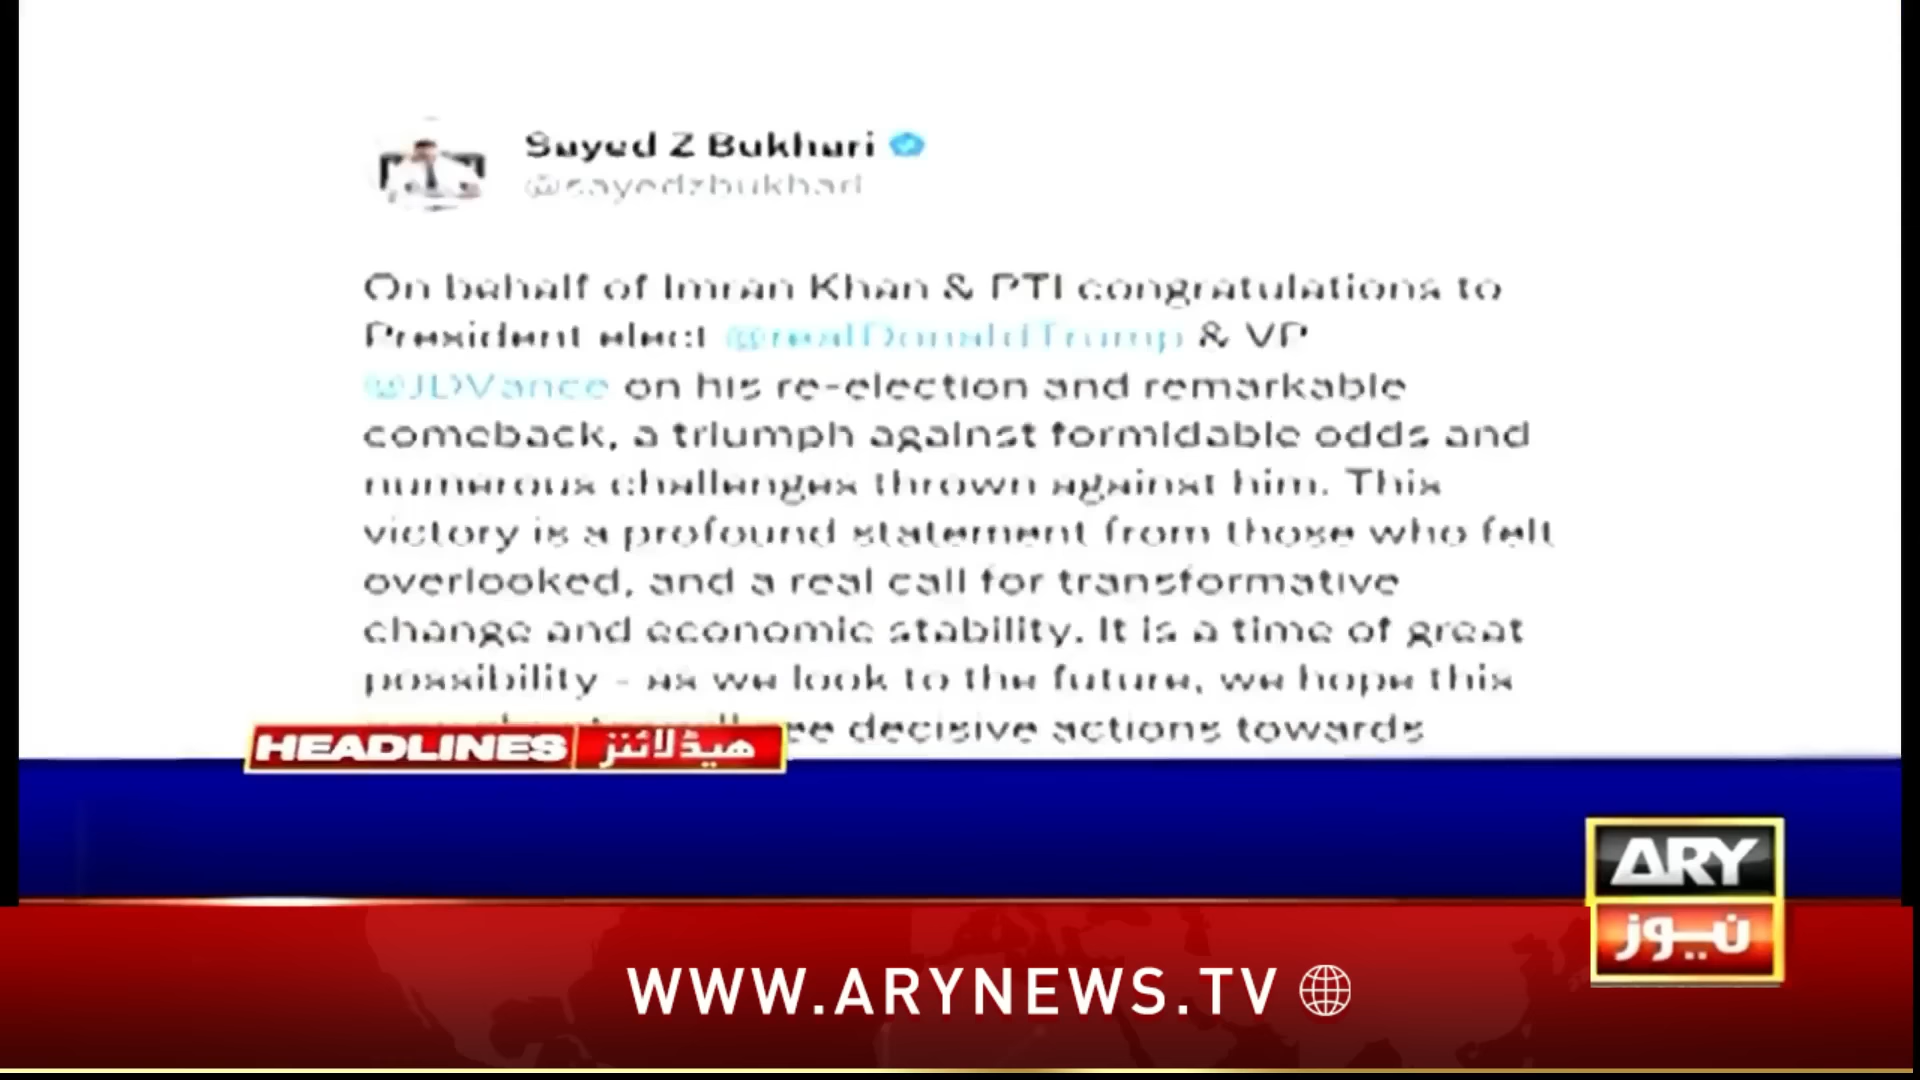 Sayed Z Bukhari
@sayedzbukhari
On behalf of Imran Khan & PTI congratulations to
President elect @realDonaldTrump & VP
@JDVance on his re-election and remarkable
comeback, a triumph against formidable odds and
numerous challenges thrown against him. This
victory is a profound statement from those who felt
overlooked, and a real call for transformative
change and economic stability. It is a time of great
possibility - as we look to the future, we hope this
decisive actions towards
HEADLINES هیڈلائنز
ARY
نیوز
WWW.ARYNEWS.TV